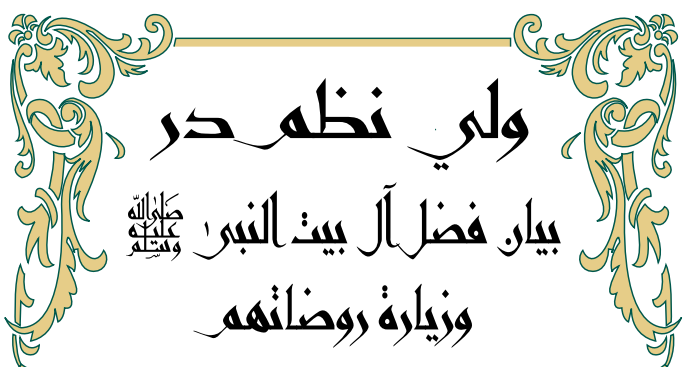 ولي نظم در
بيان فضل آل بيت النبي ﷺ
وزيارة روضاتهم